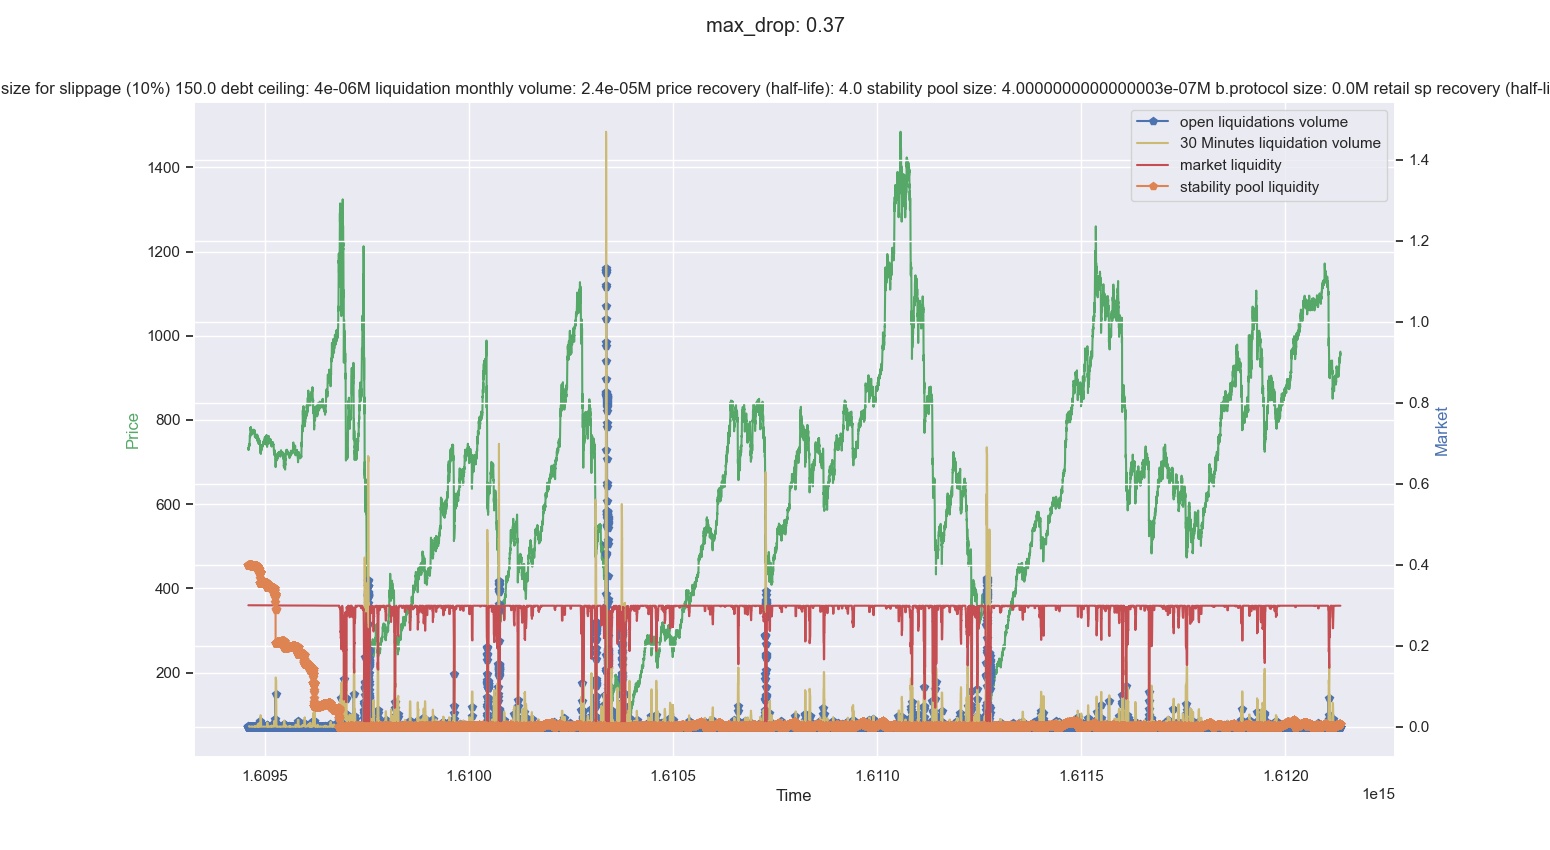 max_drop: 0.37
size for slippage (10%) 150.0 debt ceiling: 4e-06M liquidation monthly volume: 2.4e-05M price recovery (half-life): 4.0 stability pool size: 4.0000000000000003e-07M b.protocol size: 0.0M retail sp recovery (half-li
open liquidations volume
30 Minutes liquidation volume
market liquidity
stability pool liquidity
1400
1200
1000
800
600
400
200
Price
1.4
1.2
1.0
0.8
0.6
0.4
0.2
0.0
Market
1.6095
1.6100
1.6105
1.6110
1.6115
1.6120
1e15
Time